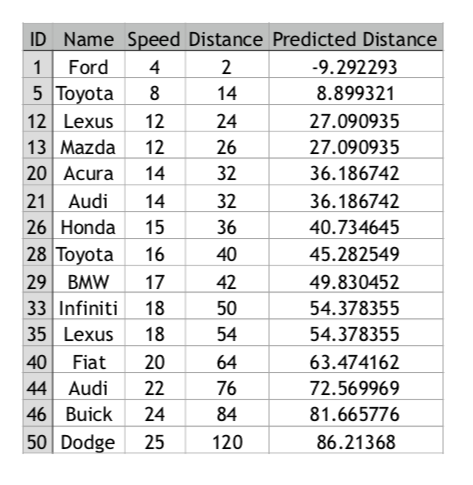 ID Name Speed Distance Predicted Distance
1 Ford 4 2 -9.292293
5 Toyota 8 14 8.899321
12 Lexus 12 24 27.090935
13 Mazda 12 26 27.090935
20 Acura 14 32 36.186742
21 Audi 14 32 36.186742
26 Honda 15 36 40.734645
28 Toyota 16 40 45.282549
29 BMW 17 42 49.830452
33 Infiniti 18 50 54.378355
35 Lexus 18 54 54.378355
40 Fiat 20 64 63.474162
44 Audi 22 76 72.569969
46 Buick 24 84 81.665776
50 Dodge 25 120 86.21368